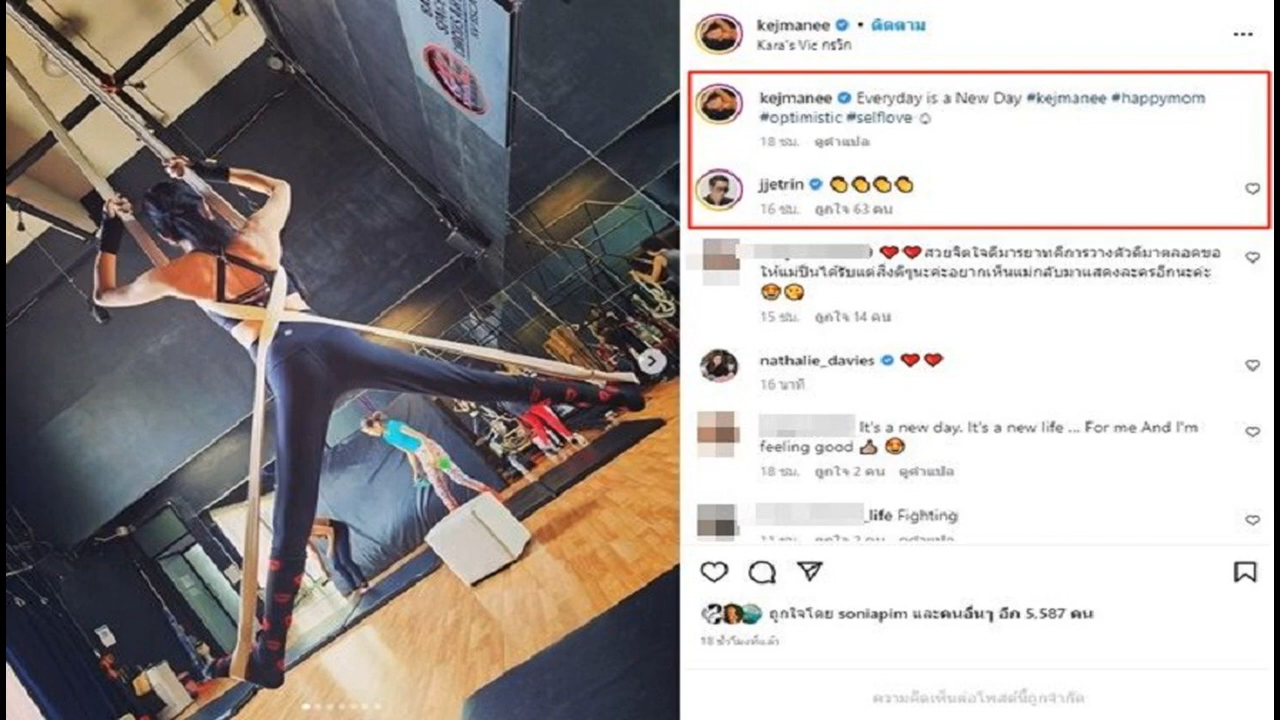 kejmanee • ติดตาม
Kara's Vic กรวิก
kejmanee Everyday is a New Day #kejmanee #happymom
#optimistic #selflove ☺
18 ชม. ดูคำแปล
jjetrin 👏👏👏👏
16 ชม. ถูกใจ 63 คน
❤️❤️สวยจิตใจดีมารยาทดีการวางตัวดีมาตลอดขอ
ให้แม่ปิ่นได้รับแต่สิ่งดีๆนะคะอยากเห็นแม่กลับมาแสดงละครอีกนะคะ
15 ชม. ถูกใจ 14 คน
nathalie_davies ❤️❤️
16 นาที
It's a new day. It's a new life ... For me And I'm
feeling good 👍
18 ชม. ถูกใจ 2 คน ดูคำแปล
_life Fighting
ถูกใจโดย soniapim และคนอื่นๆ อีก 5,587 คน
18 ชั่วโมงที่แล้ว
ความคิดเห็นต่อโพสต์นี้ถูกจำกัด